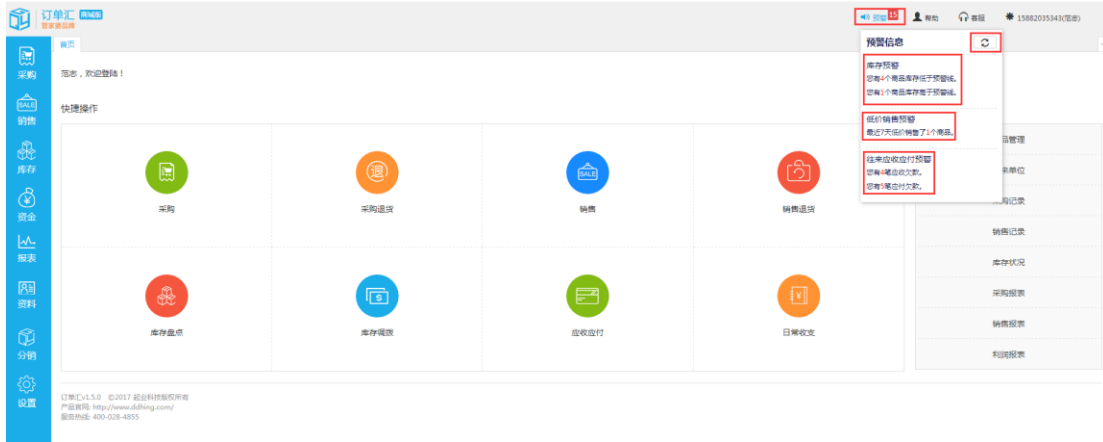 订单汇 商城版
管家婆品牌
预警 15
帮助
客服
15882035343(范志)
首页
采购
销售
库存
资金
报表
资料
分销
设置
范志，欢迎登陆！
快捷操作
采购
采购退货
销售
销售退货
库存盘点
库存调拨
应收应付
日常收支
退
SALE
SALE
预警信息
库存预警
您有4个商品库存低于预警线。
您有1个商品库存高于预警线。
低价销售预警
最近7天低价销售了1个商品。
往来应收应付预警
您有4笔应收欠款。
您有5笔应付欠款。
管理
单位
记录
销售记录
库存状况
采购报表
销售报表
利润报表
订单汇v1.5.0 ©2017 起业科技版权所有
产品官网: http://www.ddhing.com/
服务热线: 400-028-4855